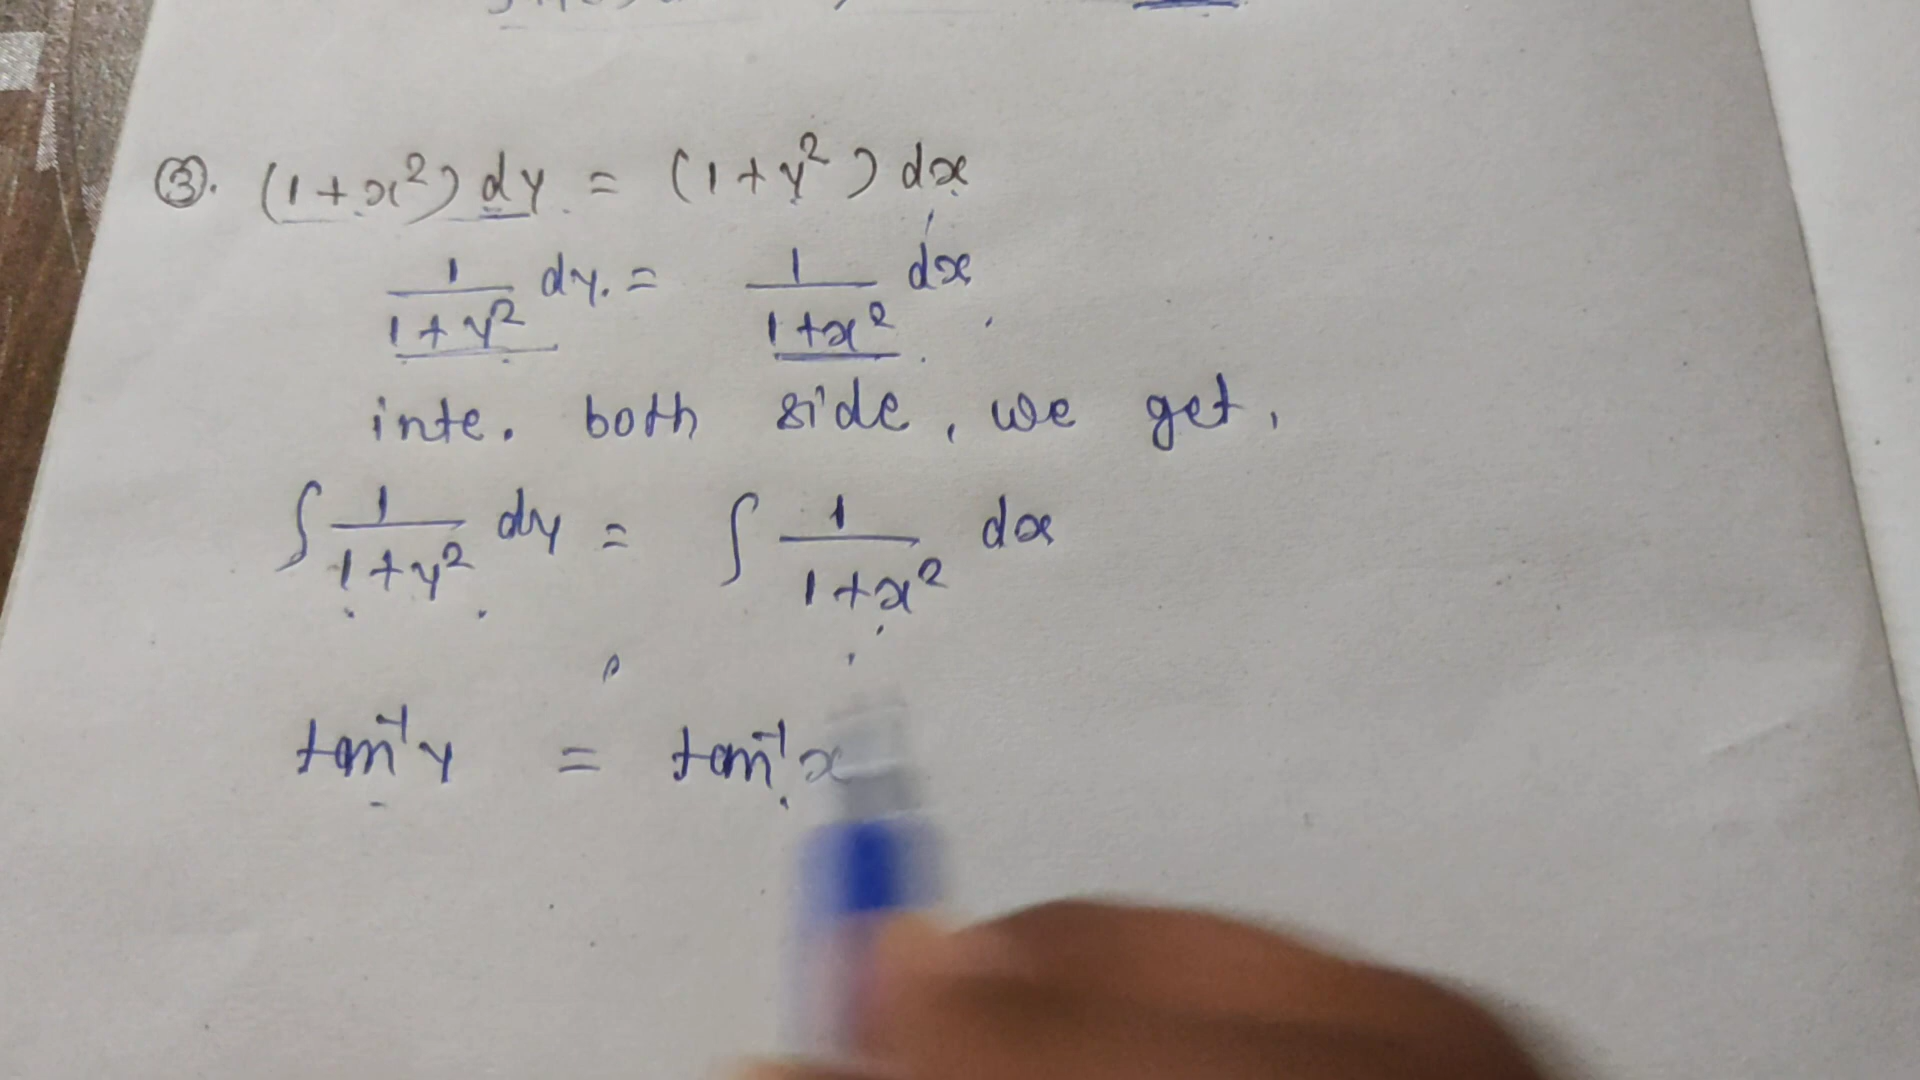 ③. (1+x²) dy = (1+y²) dx
1/(1+y²) dy. = 1/(1+x²) dx
inte. both side, we get,
∫ 1/(1+y²) dy = ∫ 1/(1+x²) dx
tan⁻¹y = tan⁻¹x